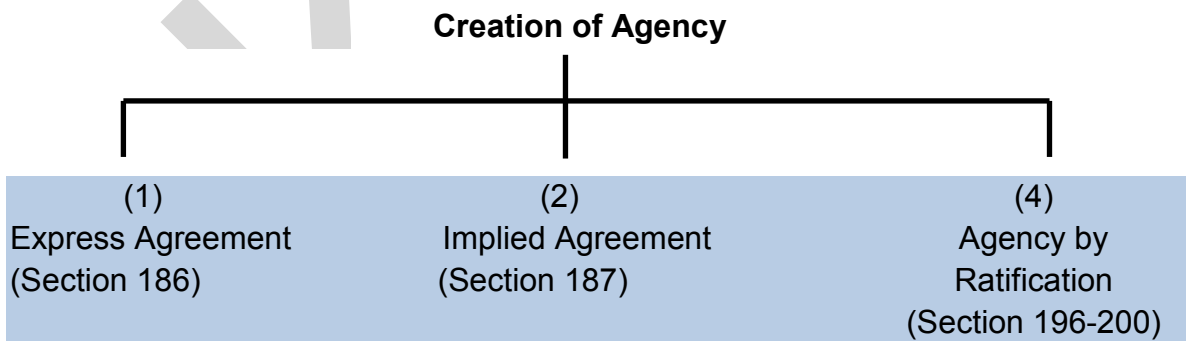 Creation of Agency
(1)
Express Agreement
(Section 186)
(2)
Implied Agreement
(Section 187)
(4)
Agency by
Ratification
(Section 196-200)